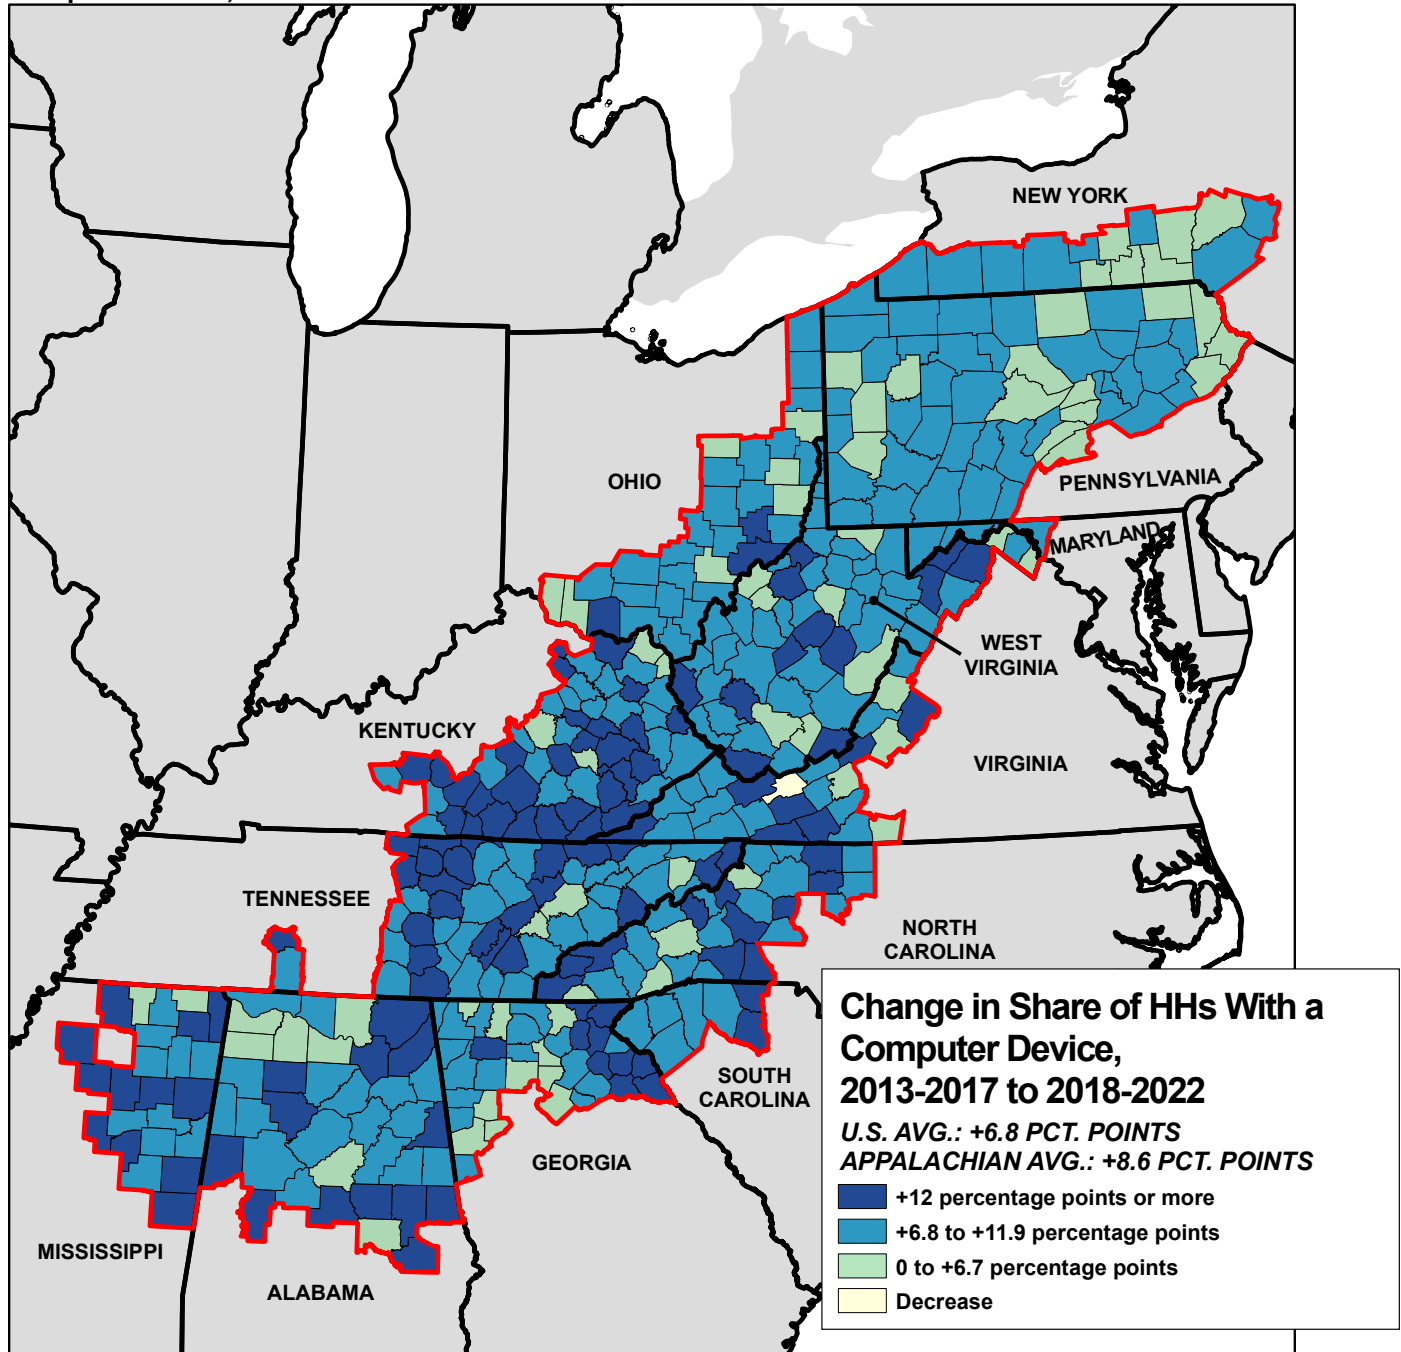 NEW YORK
OHIO
PENNSYLVANIA
MARYLAND
WEST
VIRGINIA
KENTUCKY
VIRGINIA
TENNESSEE
NORTH
CAROLINA
SOUTH
CAROLINA
GEORGIA
MISSISSIPPI
ALABAMA
Change in Share of HHs With a
Computer Device,
2013-2017 to 2018-2022
U.S. AVG.: +6.8 PCT. POINTS
APPALACHIAN AVG.: +8.6 PCT. POINTS
+12 percentage points or more
+6.8 to +11.9 percentage points
0 to +6.7 percentage points
Decrease